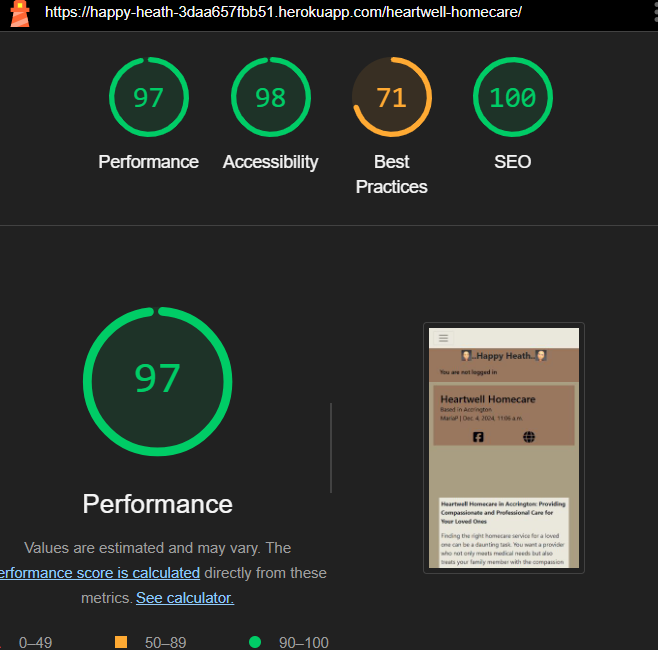 https://happy-heath-3daa657fbb51.herokuapp.com/heartwell-homecare/
97 98 71 100
Performance Accessibility Best Practices SEO
97
Performance
Values are estimated and may vary. The
erformance score is calculated directly from these
metrics. See calculator.
0–49 50–89 90–100
..Happy Heath..
You are not logged in
Heartwell Homecare
Based in Accrington
Dec. 4, 2024, 11:06 a.m.
Heartwell Homecare in Accrington: Providing
Compassionate and Professional Care for
Your Loved Ones
Finding the right homecare service for a loved
one can be a daunting task. You want a provider
who not only meets medical needs but also
treats your family member with the compassion